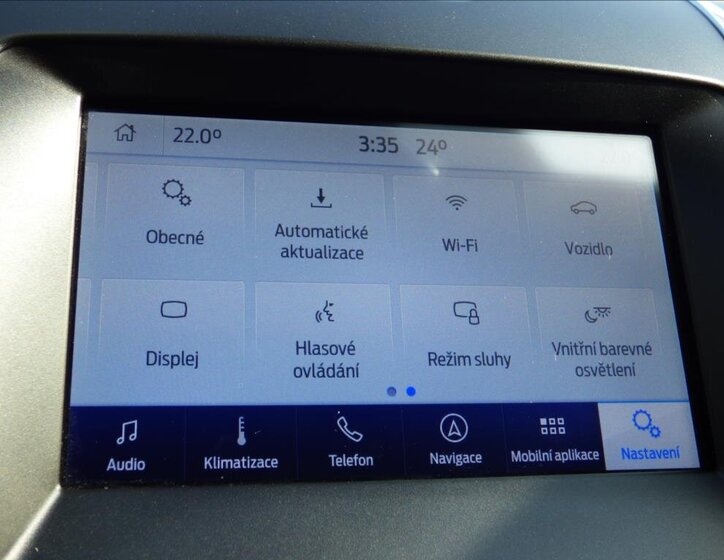 22.0°
3:35 24°
Obecné
Automatické
aktualizace
Wi-Fi
Vozidlo
Displej
Hlasové
ovládání
Režim sluhy
Vnitřní barevné
osvětlení
Audio
Klimatizace
Telefon
Navigace
Mobilní aplikace
Nastavení